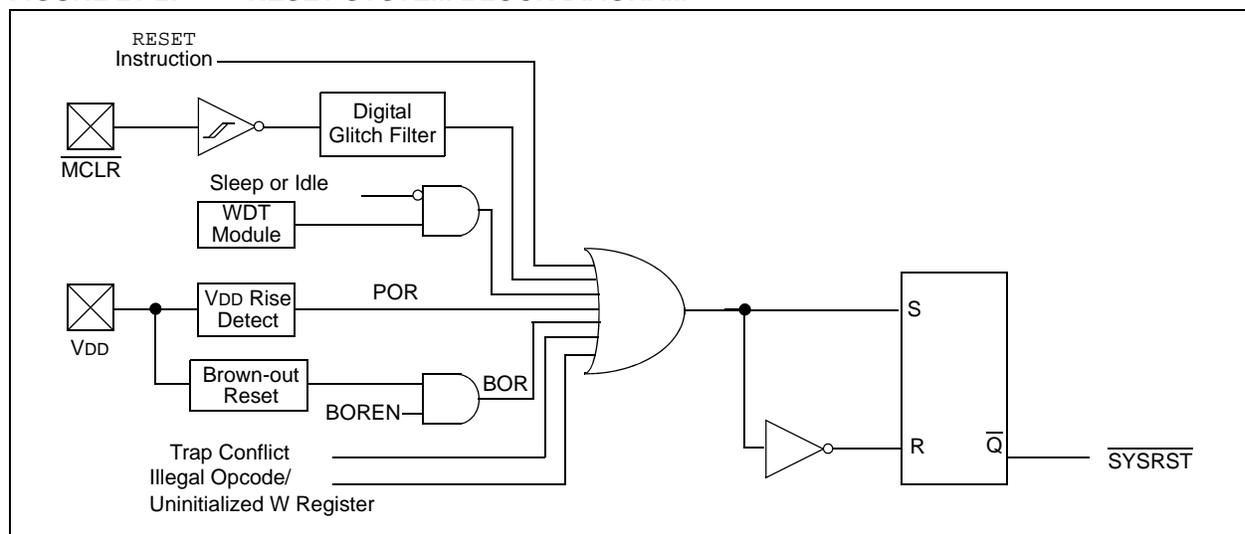 RESET
Instruction
Digital
Glitch Filter
MCLR
Sleep or Idle
WDT
Module
VDD Rise
Detect
POR
VDD
Brown-out
Reset
BOR
BOREN
Trap Conflict
Illegal Opcode/
Uninitialized W Register
S
R
Q
SYSRST